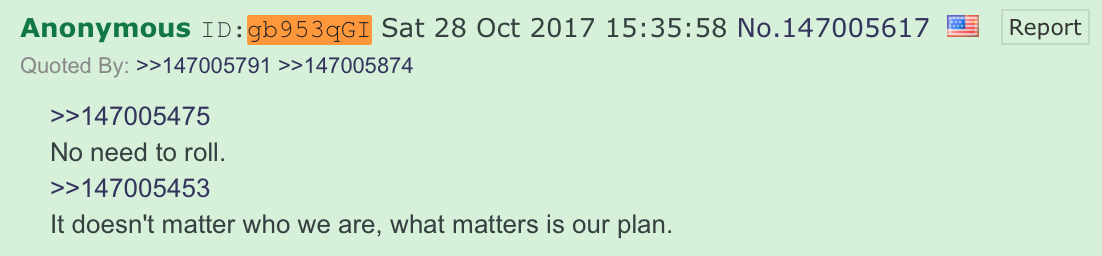 Anonymous ID:gb953qGI Sat 28 Oct 2017 15:35:58 No.147005617 Report
Quoted By: >>147005791 >>147005874
>>147005475
No need to roll.
>>147005453
It doesn't matter who we are, what matters is our plan.